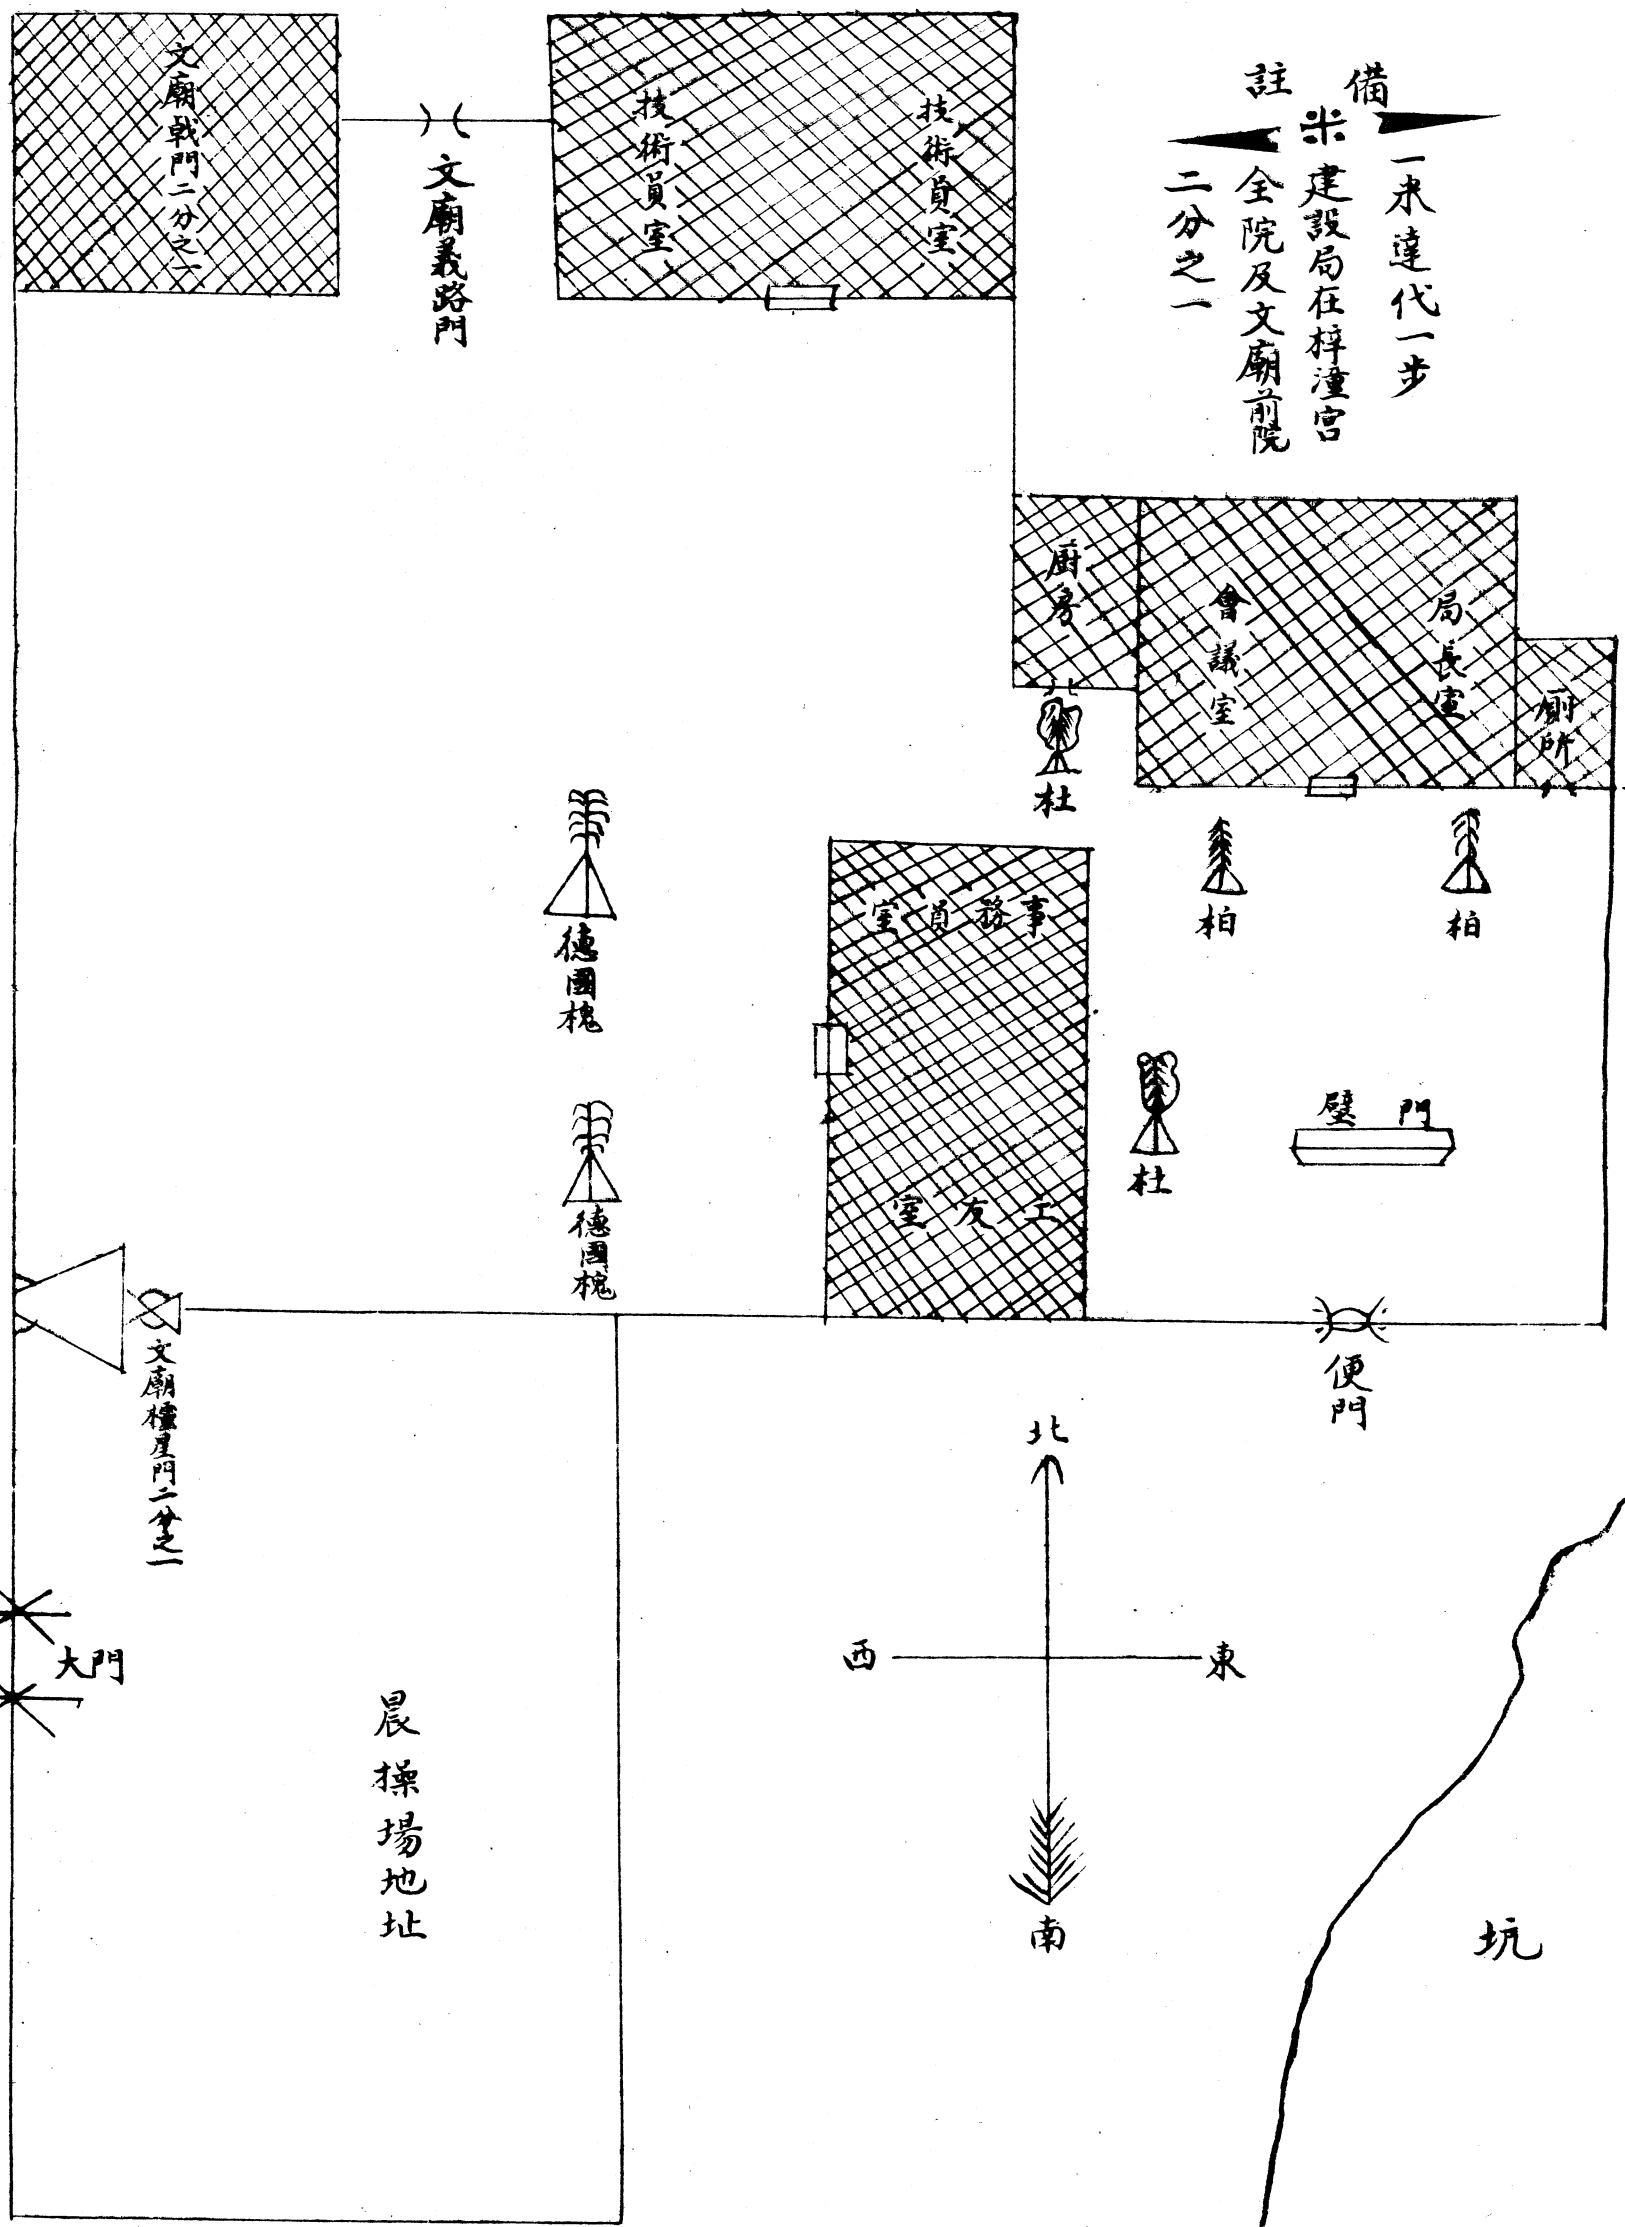 備註
一米達代一步
建設局在梓潼宮
全院及文廟前院
二分之一
技術員室
技術員室
文廟義路門
文廟戟門二分之一
廚房
會議室
局長室
廁所
杜
柏
柏
德國槐
事務員室
杜
壁門
德國槐
工友室
便門
文廟櫺星門二分之一
大門
北
西
東
南
晨操場地址
坑